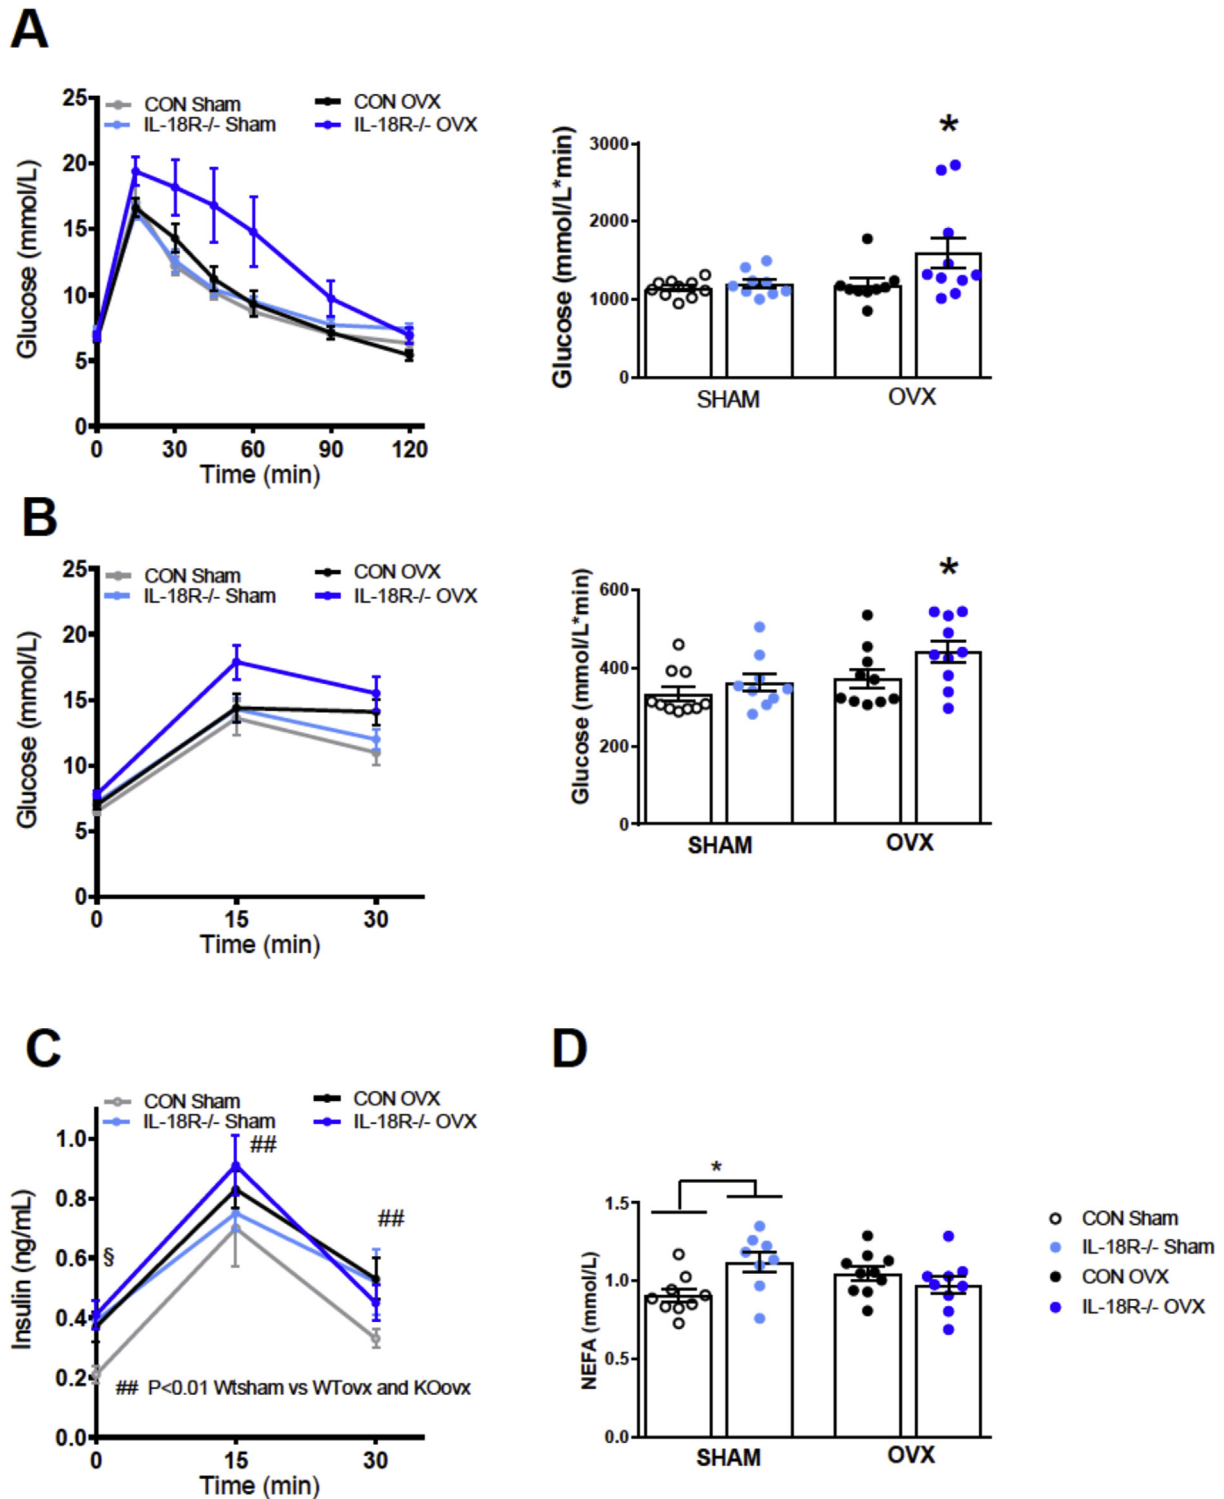 A
CON Sham CON OVX
IL-18R-/- Sham IL-18R-/- OVX
Glucose (mmol/L)
25
20
15
10
5
0
0 30 60 90 120
Time (min)
*
Glucose (mmol/L*min)
3000
2000
1000
0
SHAM OVX
B
CON Sham CON OVX
IL-18R-/- Sham IL-18R-/- OVX
Glucose (mmol/L)
25
20
15
10
5
0
0 15 30
Time (min)
*
Glucose (mmol/L*min)
600
400
200
0
SHAM OVX
C
CON Sham CON OVX
IL-18R-/- Sham IL-18R-/- OVX
##
##
§
Insulin (ng/mL)
1.0
0.8
0.6
0.4
0.2
0.0
## P<0.01 Wtsham vs WTovx and KOovx
0 15 30
Time (min)
D
*
NEFA (mmol/L)
1.5
1.0
0.5
0.0
SHAM OVX
CON Sham
IL-18R-/- Sham
CON OVX
IL-18R-/- OVX